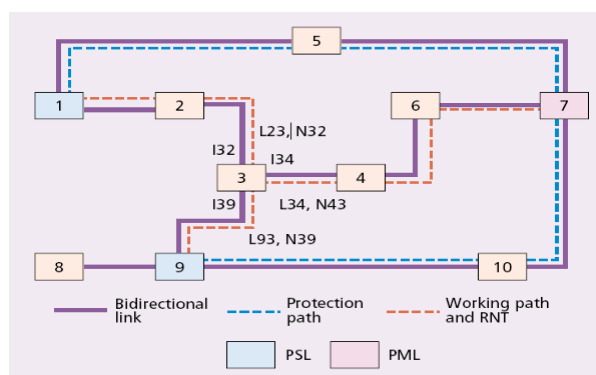 5
1
2
6
7
L23, N32
I32
I34
3
4
I39
L34, N43
L93, N39
8
9
10
Bidirectional link
Protection path
Working path and RNT
PSL
PML